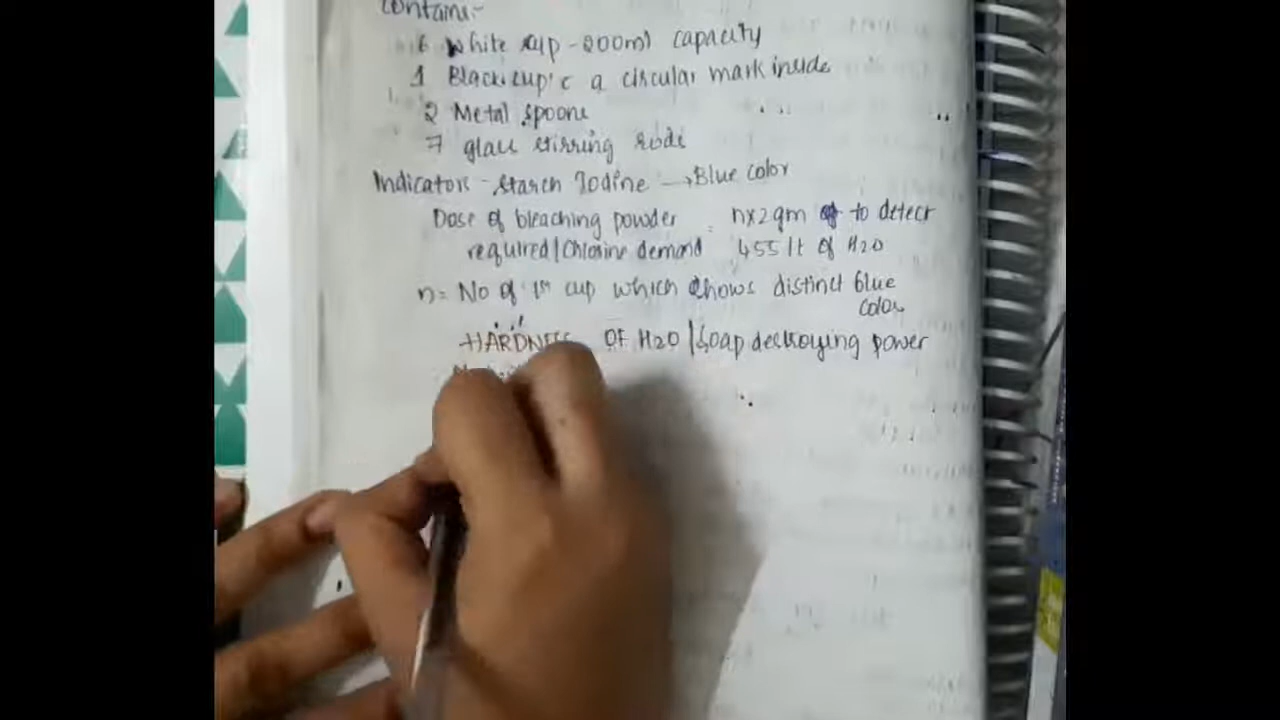 Contains:-
6 White cup - 200ml capacity
1 Black cup c a circular mark inside
2 Metal spoons
7 glass stirring rods
Indicators - Starch Iodine → Blue color
Dose of bleaching powder = nx2gm to detect
required/Chlorine demand 455 lt of H2O
n = No of 1st cup which shows distinct blue
color
HARDNESS OF H2O / Soap destroying power